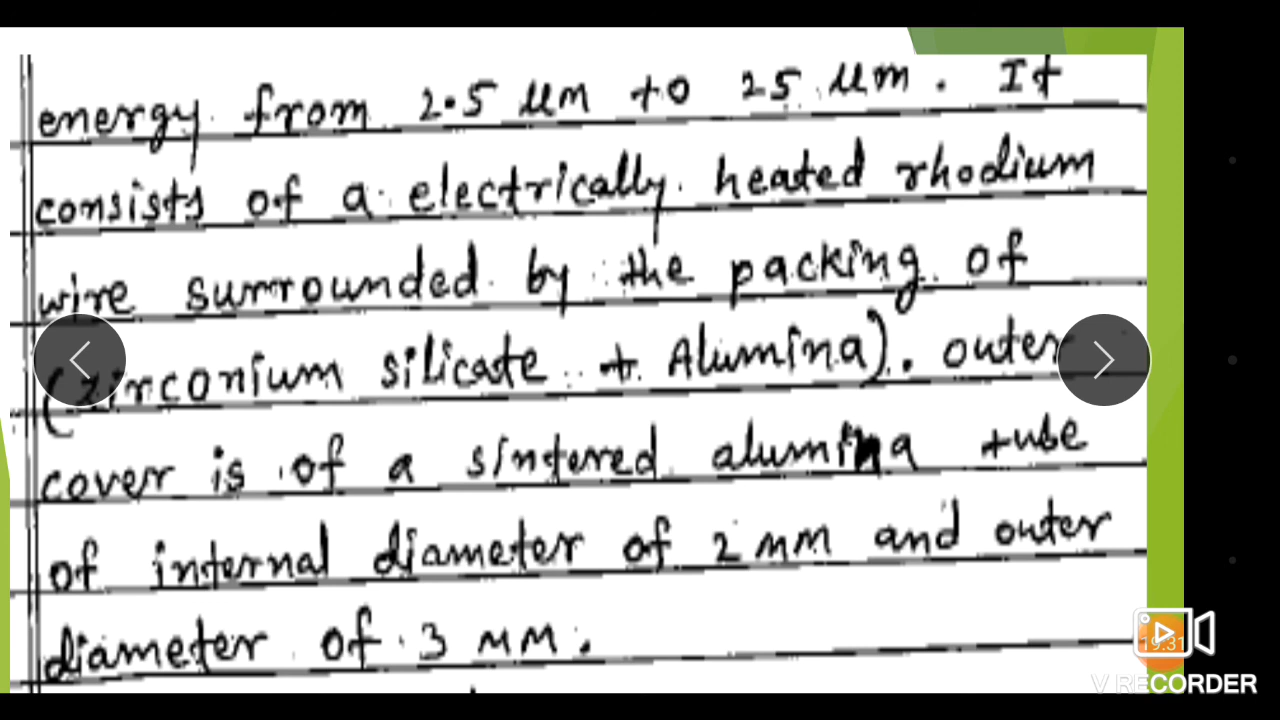 energy from 2.5 μm to 25 μm. It
consists of a electrically heated rhodium
wire surrounded by the packing of
(zirconium silicate + Alumina). outer
cover is of a sintered alumina tube
of internal diameter of 2 mm and outer
diameter of 3 mm.
19:31
V RECORDER